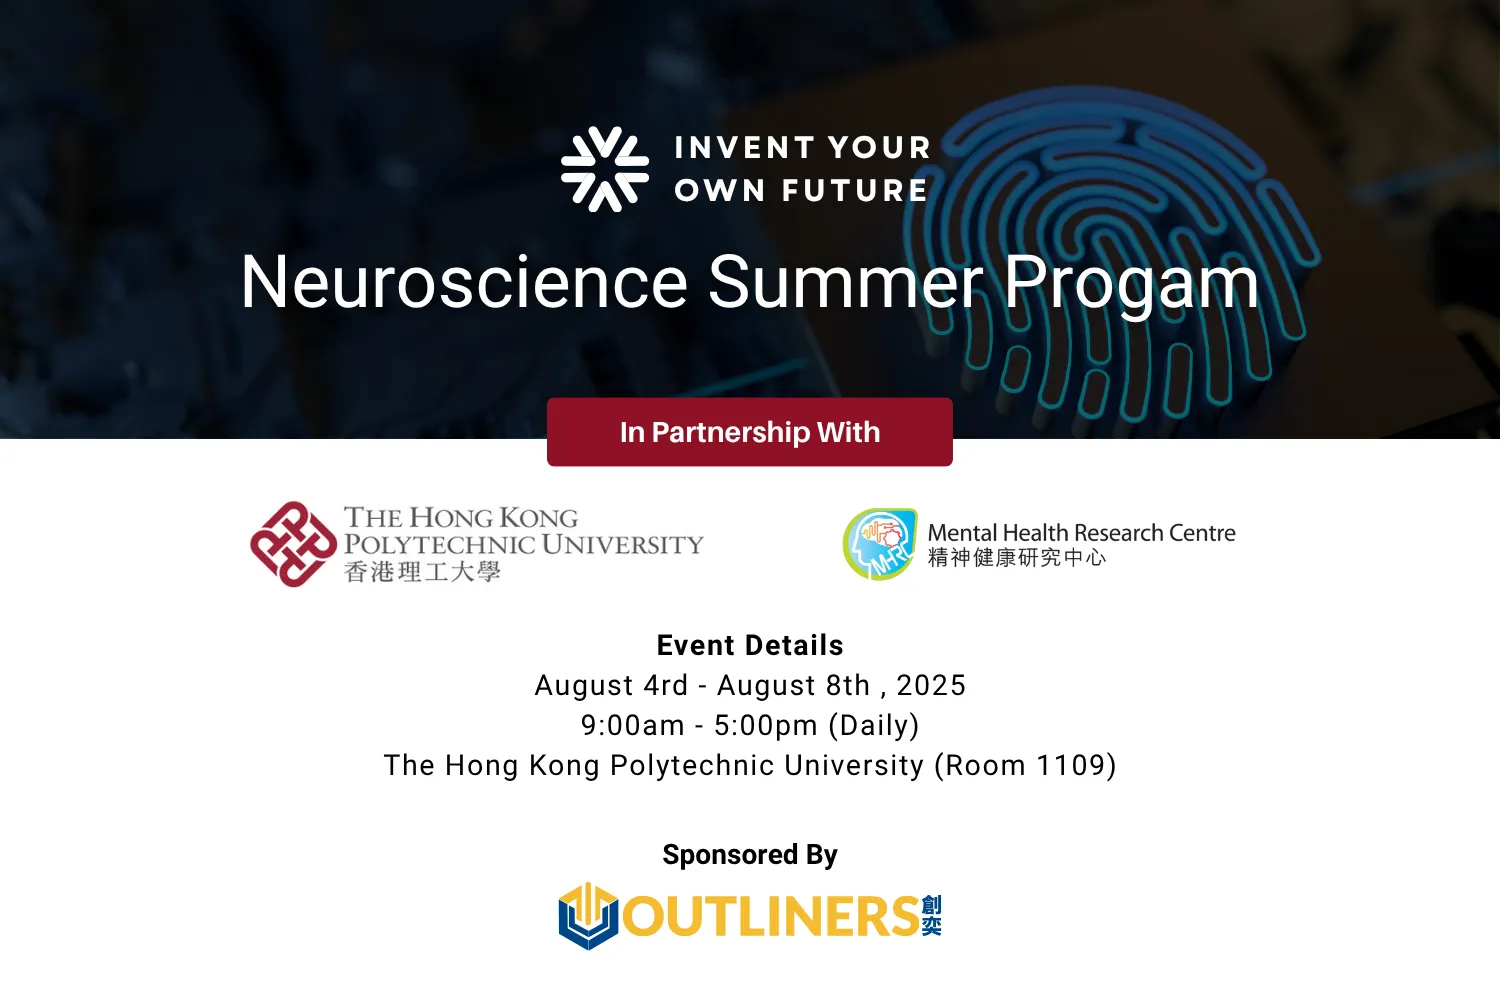 INVENT YOUR
OWN FUTURE
Neuroscience Summer Progam
In Partnership With
THE HONG KONG
POLYTECHNIC UNIVERSITY
香港理工大學
MHRC
Mental Health Research Centre
精神健康研究中心
Event Details
August 4rd - August 8th , 2025
9:00am - 5:00pm (Daily)
The Hong Kong Polytechnic University (Room 1109)
Sponsored By
OUTLINERS
創奕